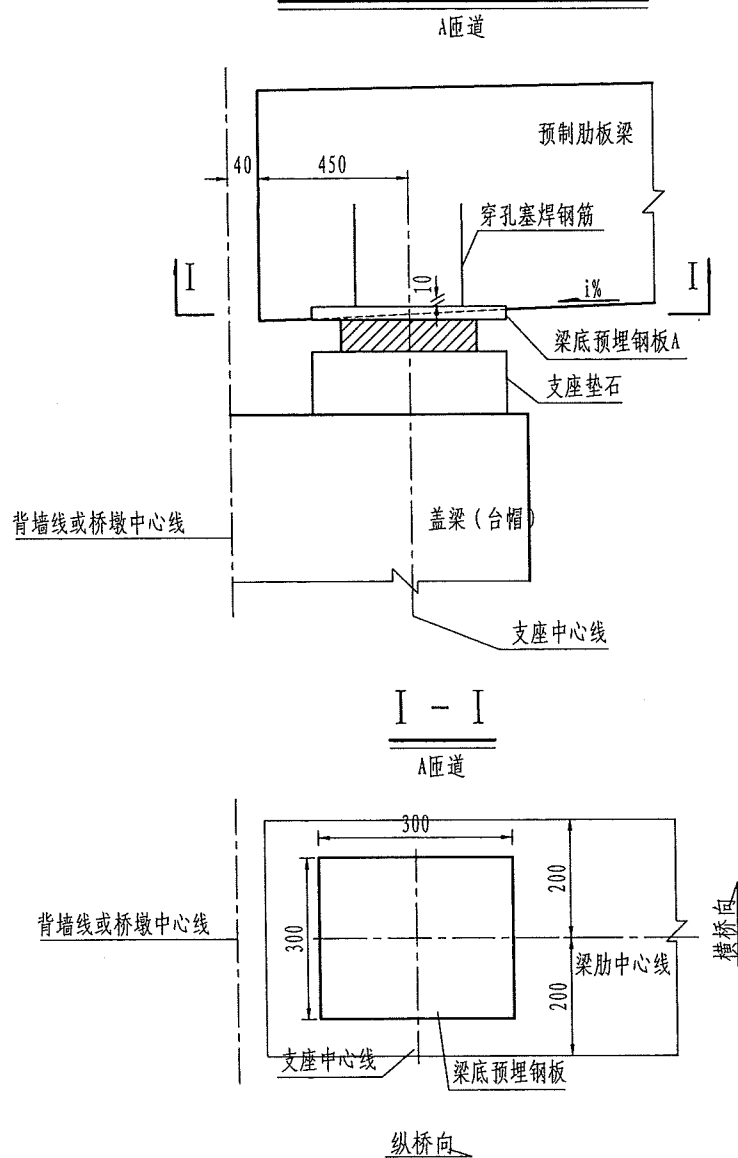 A匝道
预制肋板梁
40
450
穿孔塞焊钢筋
I
10
i%
I
梁底预埋钢板A
支座垫石
背墙线或桥墩中心线
盖梁（台帽）
支座中心线
I - I
A匝道
300
200
背墙线或桥墩中心线
300
横桥向
梁肋中心线
200
支座中心线
梁底预埋钢板
纵桥向